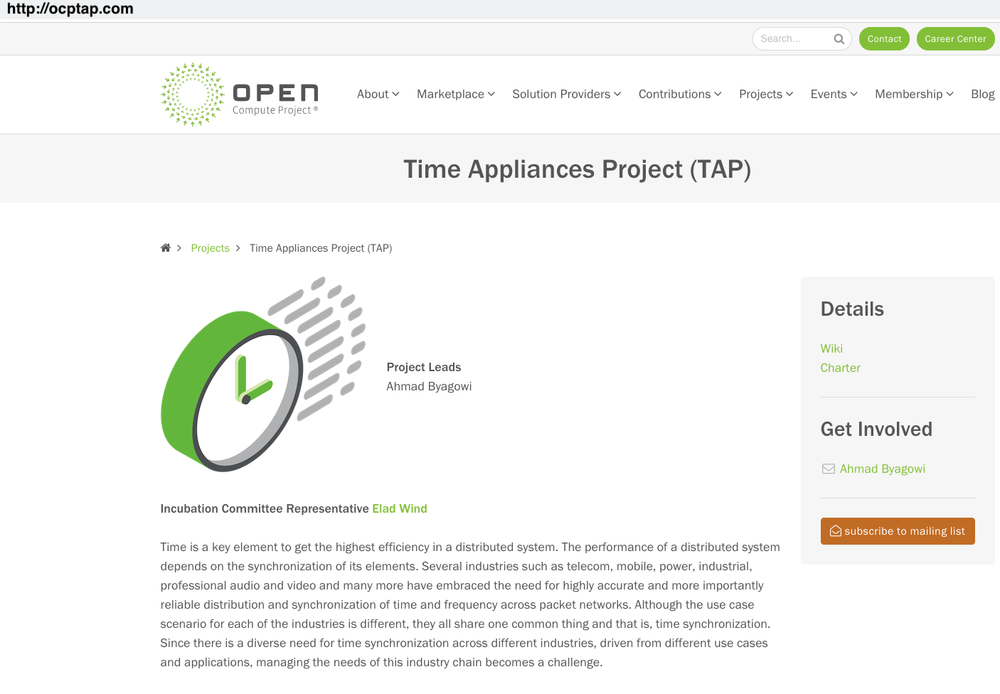 http://ocptap.com
Search...
Contact
Career Center
OPEN
Compute Project ®
About
Marketplace
Solution Providers
Contributions
Projects
Events
Membership
Blog
Time Appliances Project (TAP)
Projects
Time Appliances Project (TAP)
Project Leads
Ahmad Byagowi
Incubation Committee Representative Elad Wind
Time is a key element to get the highest efficiency in a distributed system. The performance of a distributed system
depends on the synchronization of its elements. Several industries such as telecom, mobile, power, industrial,
professional audio and video and many more have embraced the need for highly accurate and more importantly
reliable distribution and synchronization of time and frequency across packet networks. Although the use case
scenario for each of the industries is different, they all share one common thing and that is, time synchronization.
Since there is a diverse need for time synchronization across different industries, driven from different use cases
and applications, managing the needs of this industry chain becomes a challenge.
Details
Wiki
Charter
Get Involved
Ahmad Byagowi
subscribe to mailing list